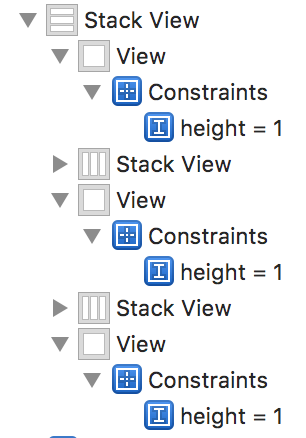 Stack View
View
Constraints
height = 1
Stack View
View
Constraints
height = 1
Stack View
View
Constraints
height = 1